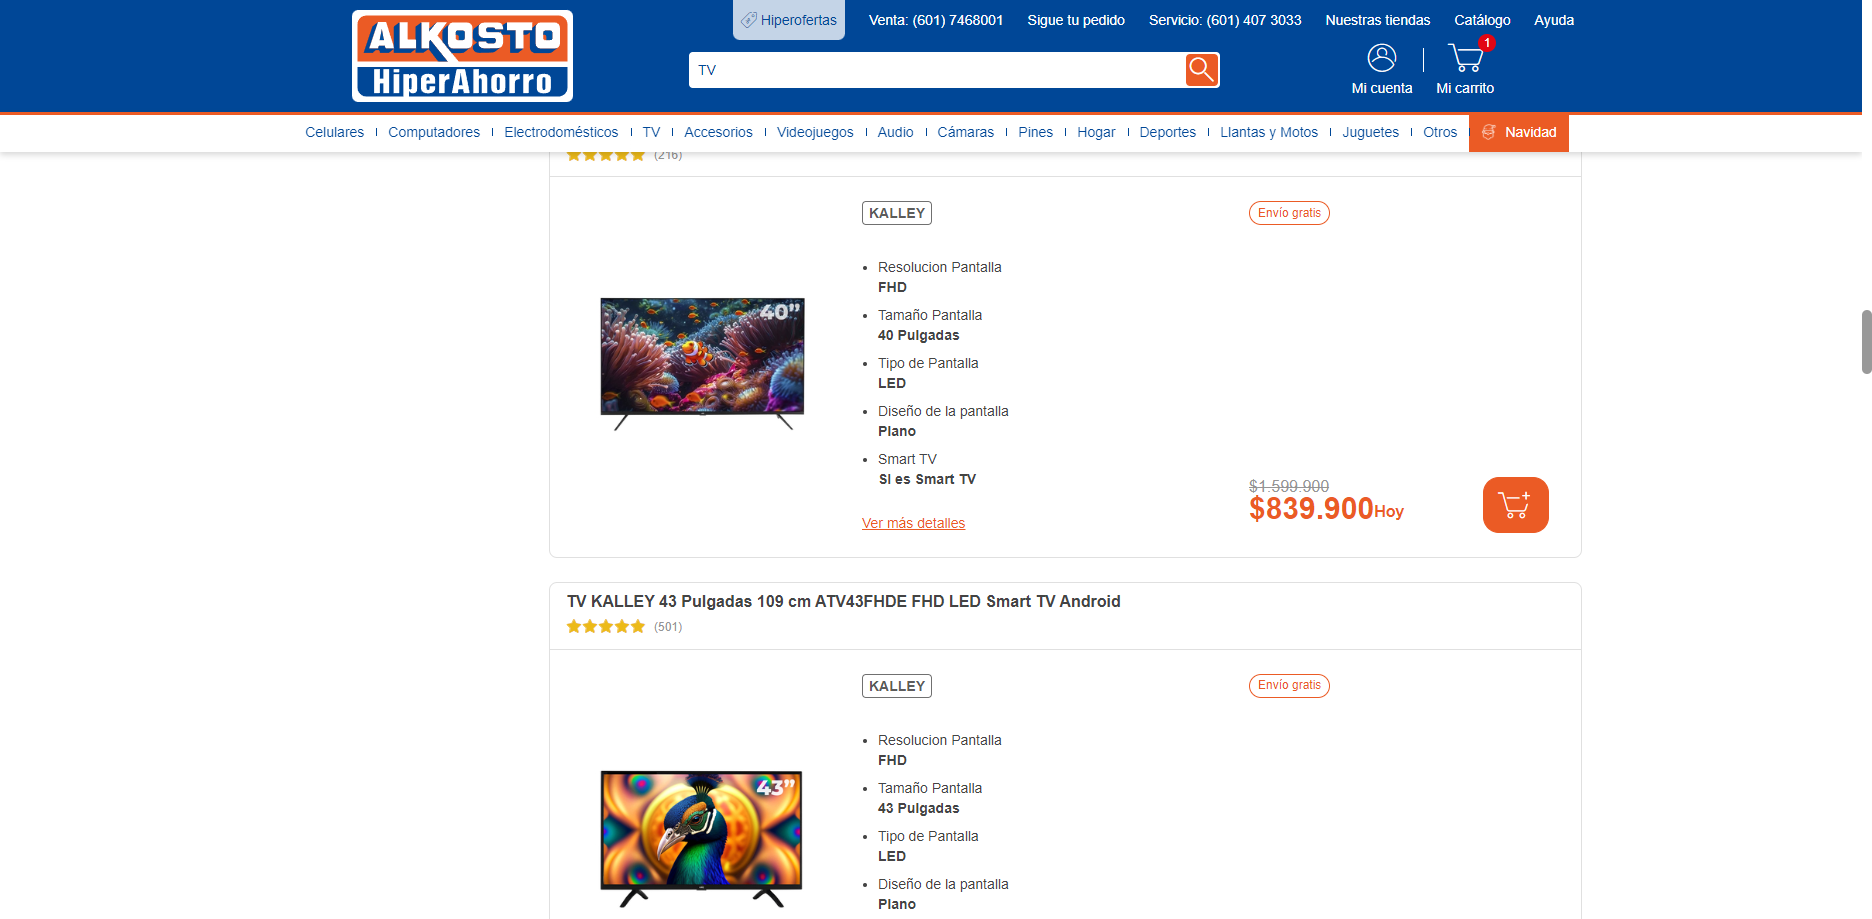 Hiperofertas
Venta: (601) 7468001
Sigue tu pedido
Servicio: (601) 407 3033
Nuestras tiendas
Catálogo
Ayuda
ALKOSTO
HiperAhorro
TV
1
Mi cuenta
Mi carrito
Celulares
Computadores
Electrodomésticos
TV
Accesorios
Videojuegos
Audio
Cámaras
Pines
Hogar
Deportes
Llantas y Motos
Juguetes
Otros
Navidad
(216)
KALLEY
Envío gratis
40”
Resolucion Pantalla
FHD
Tamaño Pantalla
40 Pulgadas
Tipo de Pantalla
LED
Diseño de la pantalla
Plano
Smart TV
Si es Smart TV
Ver más detalles
$1.599.900
$839.900 Hoy
TV KALLEY 43 Pulgadas 109 cm ATV43FHDE FHD LED Smart TV Android
(501)
KALLEY
Envío gratis
43”
Resolucion Pantalla
FHD
Tamaño Pantalla
43 Pulgadas
Tipo de Pantalla
LED
Diseño de la pantalla
Plano